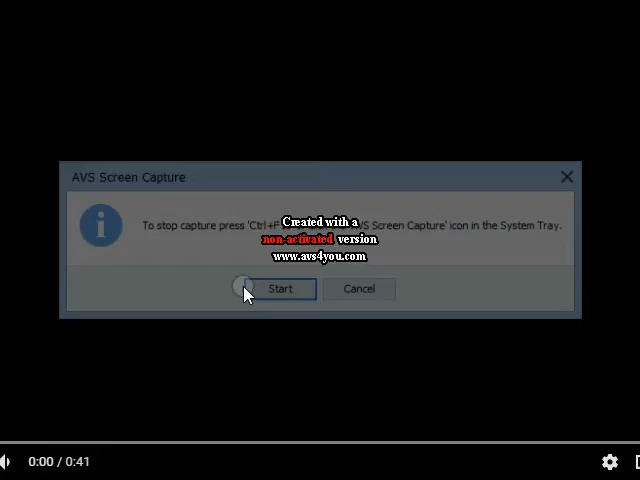 AVS Screen Capture
To stop capture press 'Ctrl+F VS Screen Capture' icon in the System Tray.
Created with a
non-activated version
www.avs4you.com
Start Cancel
0:00 / 0:41